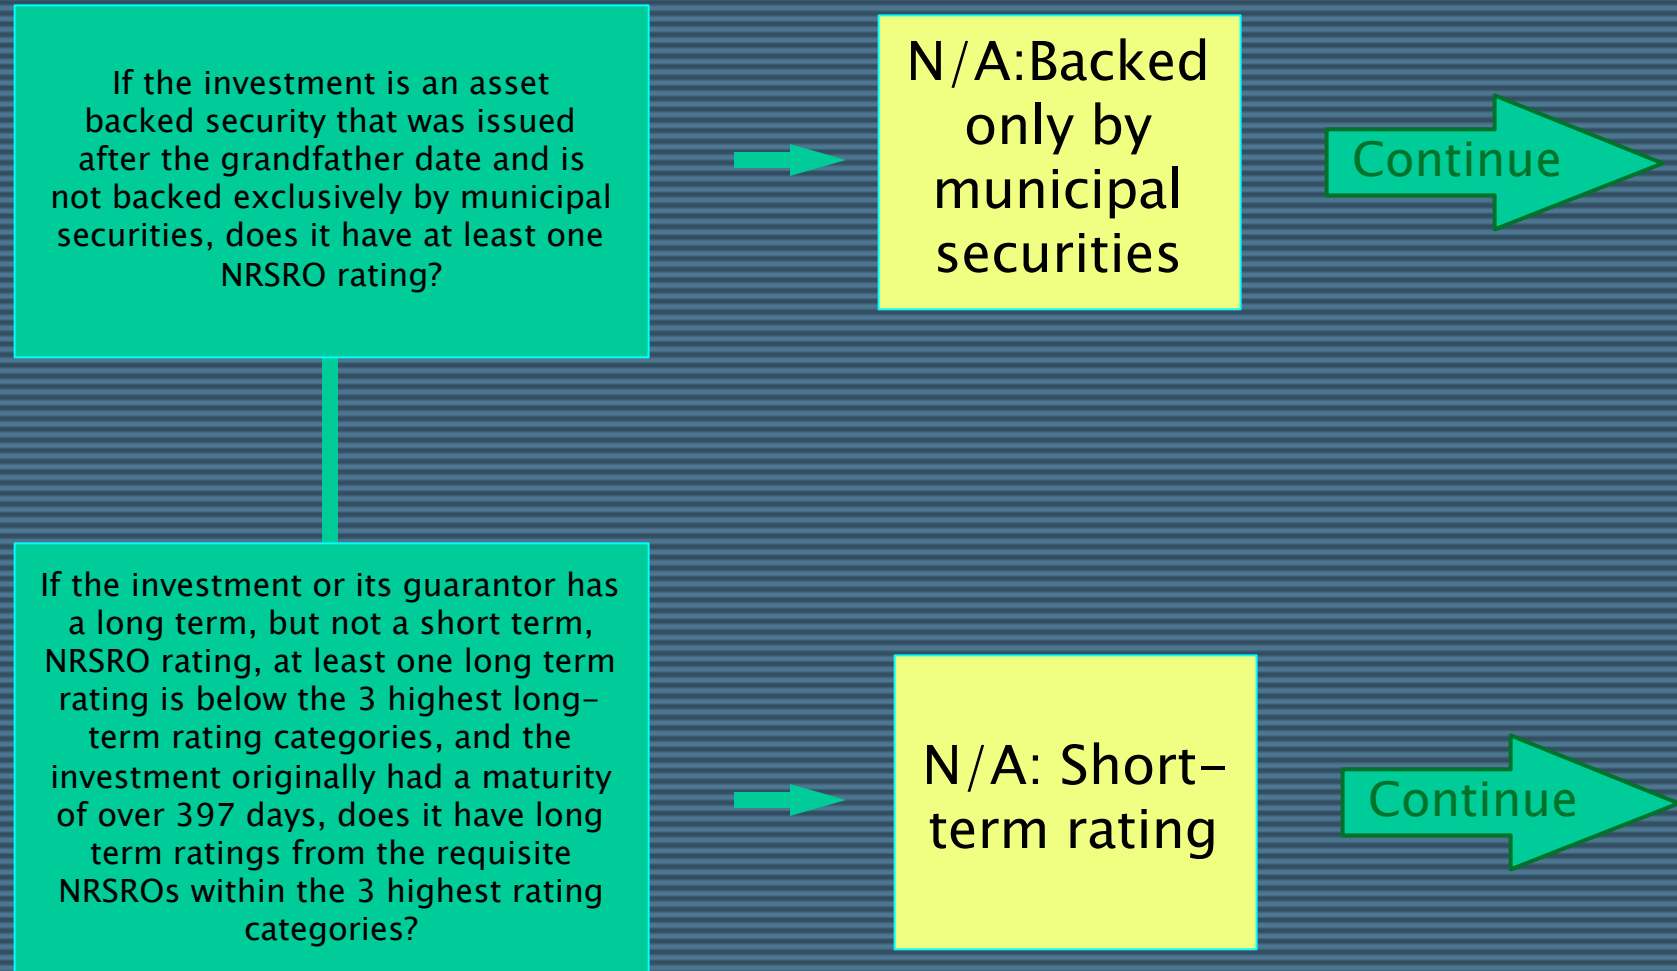 If the investment is an asset
backed security that was issued
after the grandfather date and is
not backed exclusively by municipal
securities, does it have at least one
NRSRO rating?
N/A:Backed
only by
municipal
securities
Continue
If the investment or its guarantor has
a long term, but not a short term,
NRSRO rating, at least one long term
rating is below the 3 highest long-
term rating categories, and the
investment originally had a maturity
of over 397 days, does it have long
term ratings from the requisite
NRSROs within the 3 highest rating
categories?
N/A: Short-
term rating
Continue